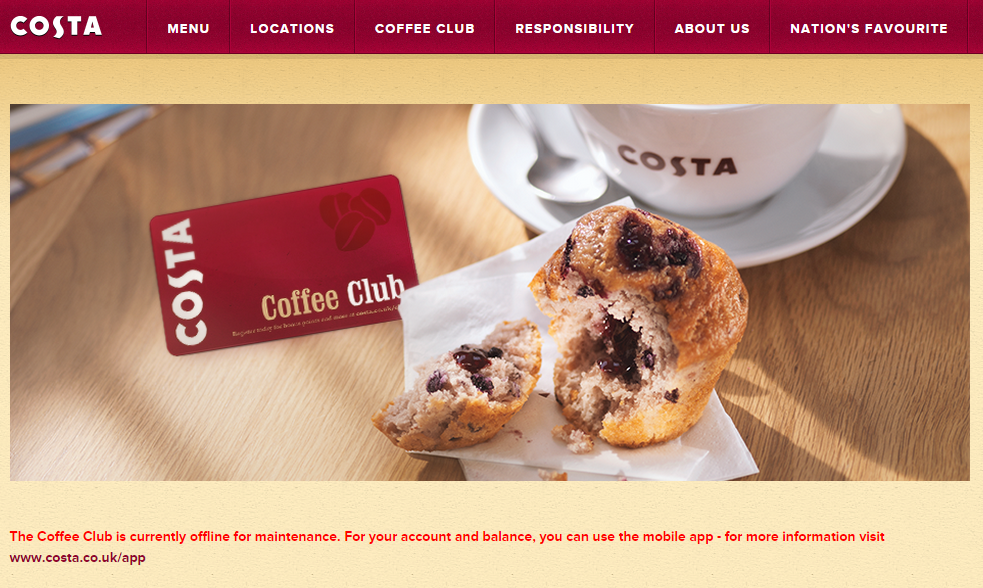 COSTA
MENU
LOCATIONS
COFFEE CLUB
RESPONSIBILITY
ABOUT US
NATION'S FAVOURITE
COSTA
COSTA
Coffee Club
The Coffee Club is currently offline for maintenance. For your account and balance, you can use the mobile app - for more information visit
www.costa.co.uk/app